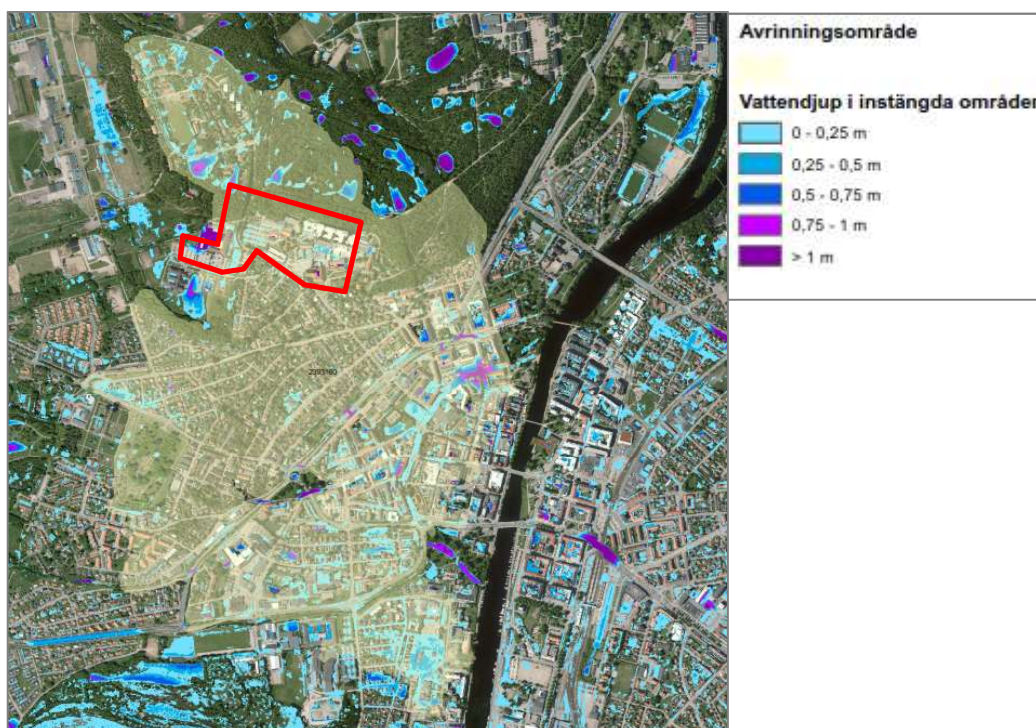 Avrinningsområde
Vattendjup i instängda områden
0 - 0,25 m
0,25 - 0,5 m
0,5 - 0,75 m
0,75 - 1 m
> 1 m